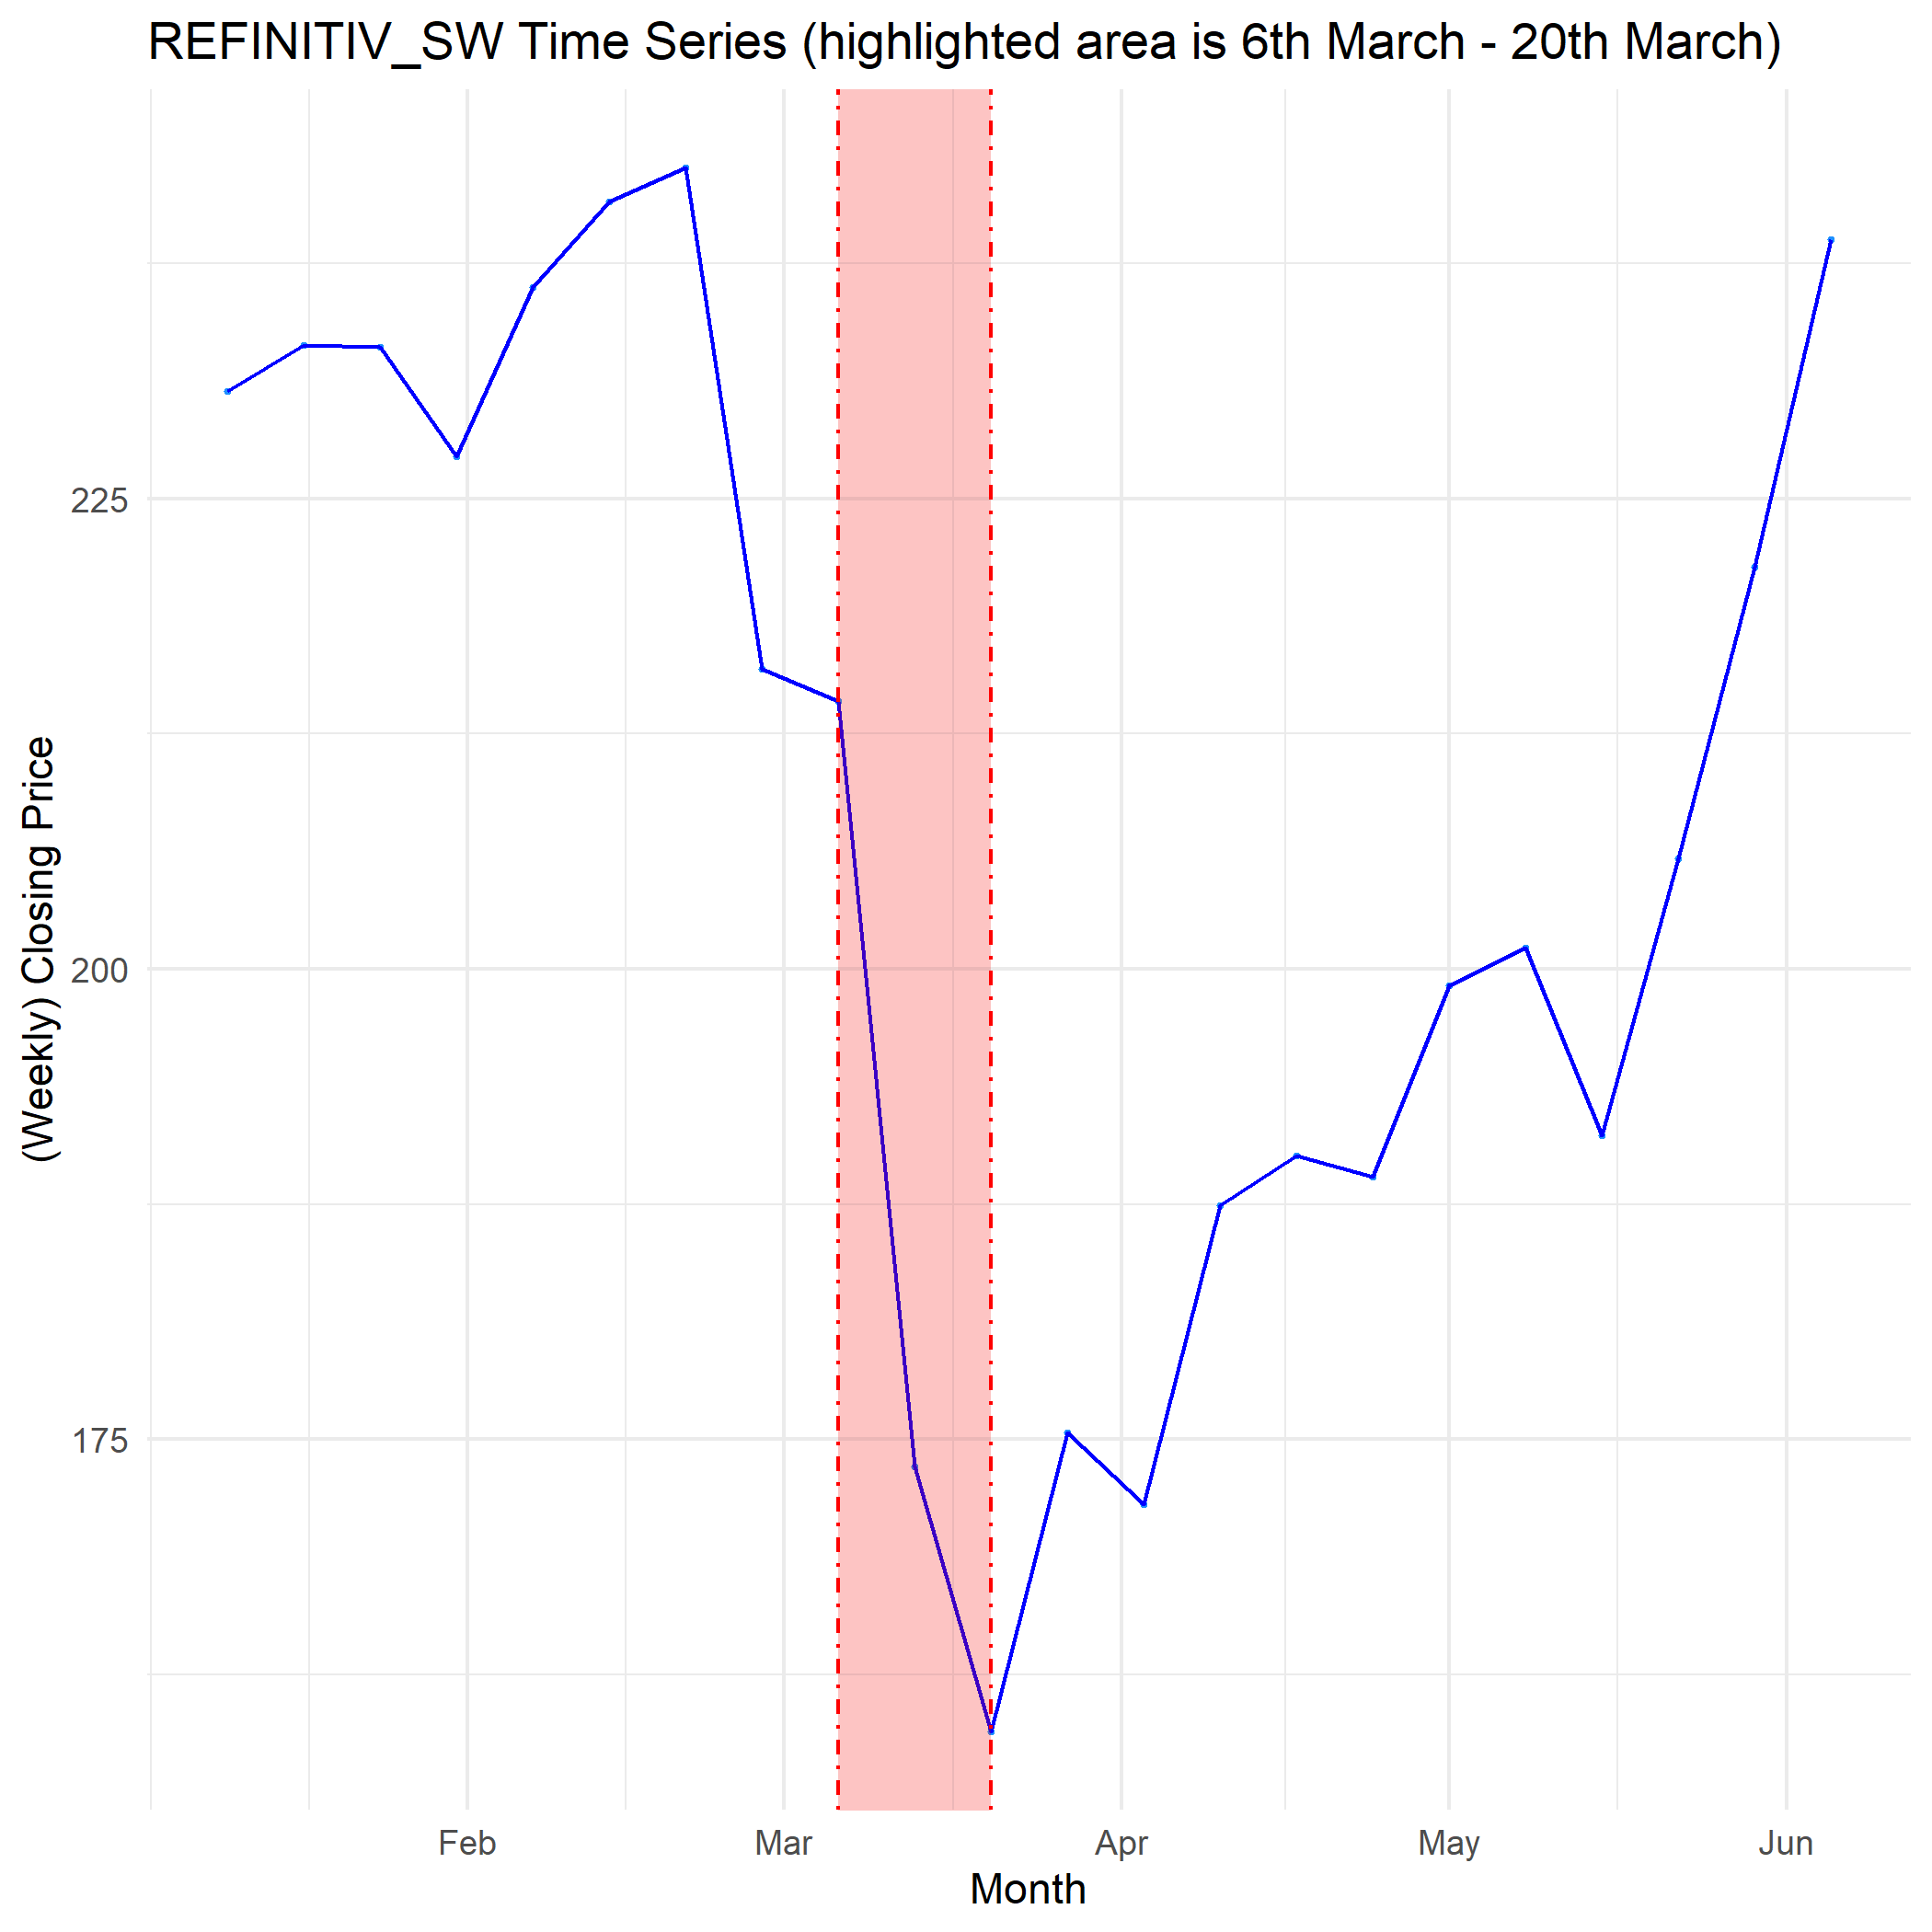 REFINITIV_SW Time Series (highlighted area is 6th March - 20th March)
(Weekly) Closing Price
225
200
175
Feb
Mar
Apr
May
Jun
Month